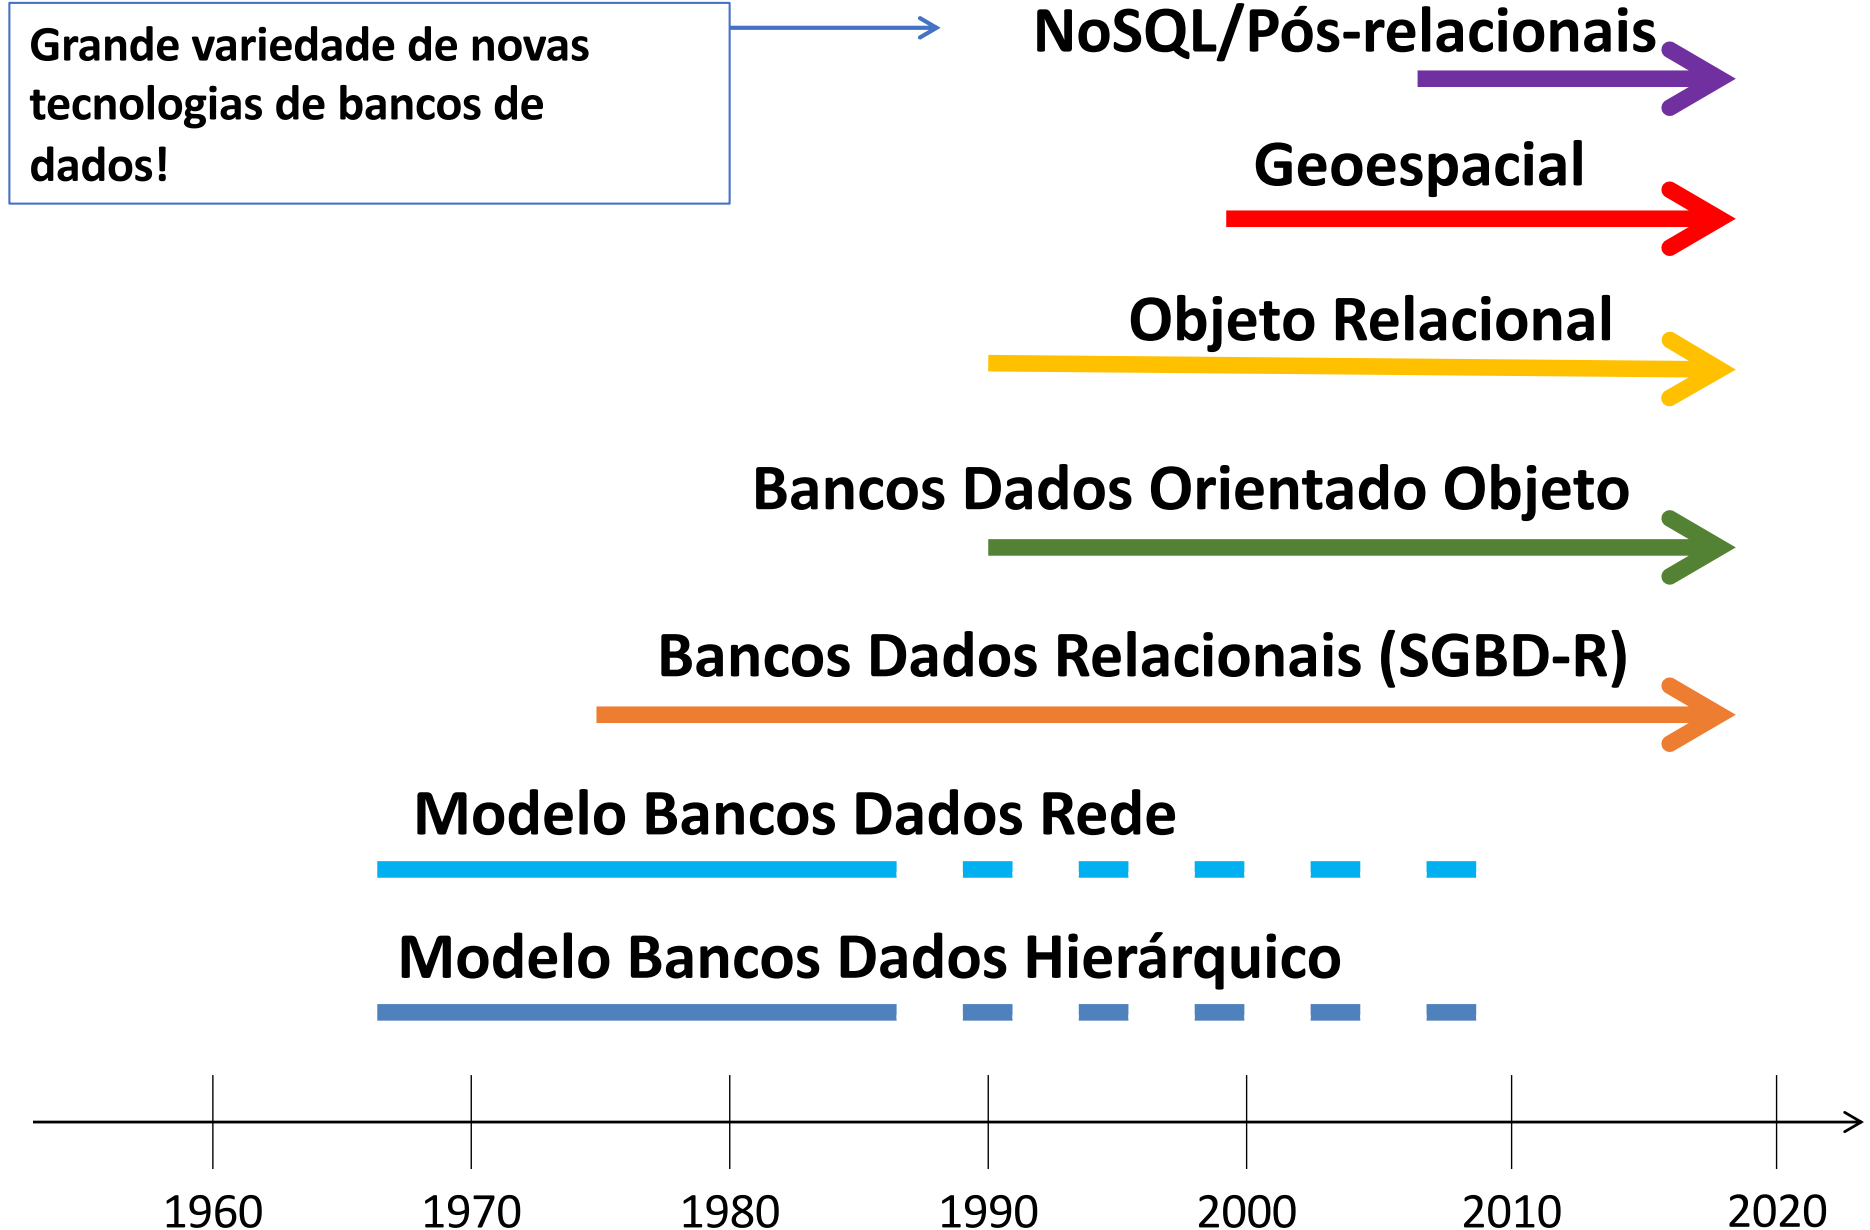 Grande variedade de novas
tecnologias de bancos de
dados!
NoSQL/Pós-relacionais
Geoespacial
Objeto Relacional
Bancos Dados Orientado Objeto
Bancos Dados Relacionais (SGBD-R)
Modelo Bancos Dados Rede
Modelo Bancos Dados Hierárquico
1960 1970 1980 1990 2000 2010 2020